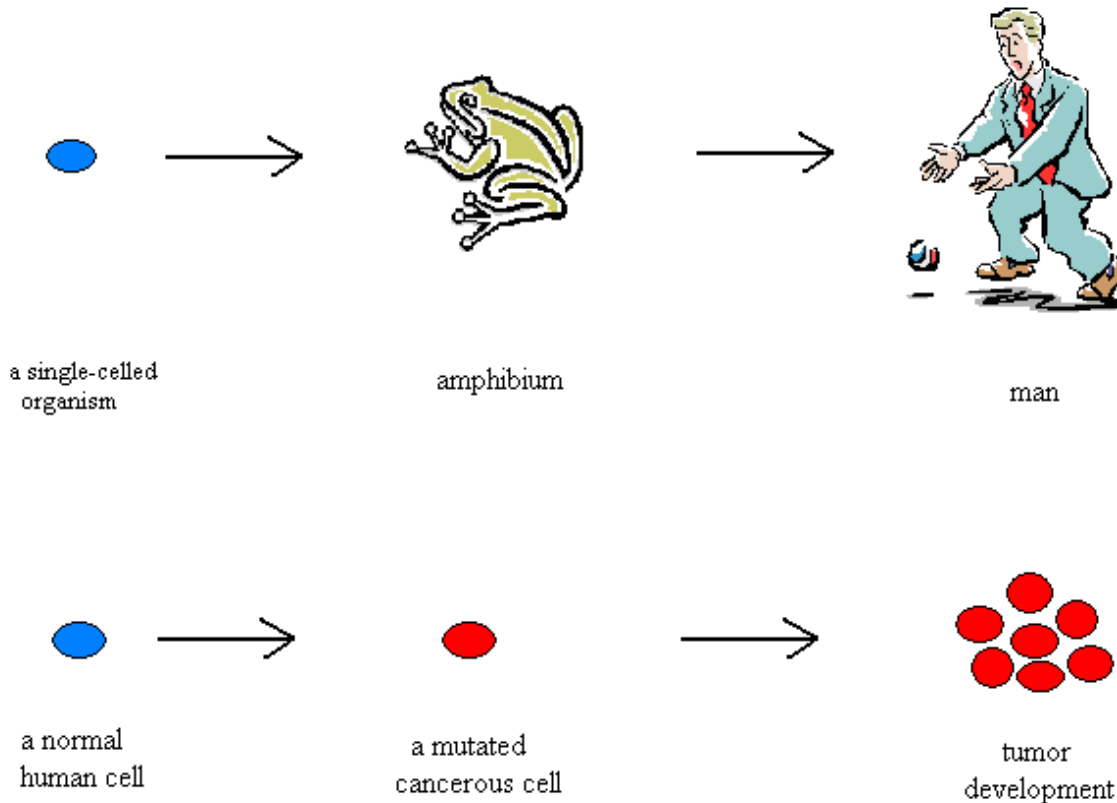 a single-celled
organism
amphibium
man
a normal
human cell
a mutated
cancerous cell
tumor
development